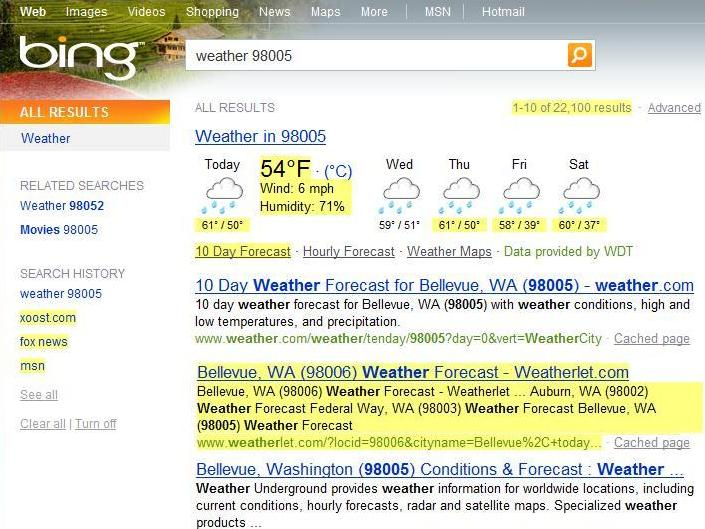 Web Images Videos Shopping News Maps More | MSN | Hotmail
bing™
weather 98005
ALL RESULTS
Weather
RELATED SEARCHES
Weather 98052
Movies 98005
SEARCH HISTORY
weather 98005
xoost.com
fox news
msn
See all
Clear all | Turn off
ALL RESULTS
1-10 of 22,100 results · Advanced
Weather in 98005
Today
54°F · (°C)
Wind: 6 mph
Humidity: 71%
61° / 50°
Wed
59° / 51°
Thu
61° / 50°
Fri
58° / 39°
Sat
60° / 37°
10 Day Forecast · Hourly Forecast · Weather Maps · Data provided by WDT
10 Day Weather Forecast for Bellevue, WA (98005) - weather.com
10 day weather forecast for Bellevue, WA (98005) with weather conditions, high and
low temperatures, and precipitation.
www.weather.com/weather/tenday/98005?day=0&vert=WeatherCity · Cached page
Bellevue, WA (98006) Weather Forecast - Weatherlet.com
Bellevue, WA (98006) Weather Forecast - Weatherlet ... Auburn, WA (98002)
Weather Forecast Federal Way, WA (98003) Weather Forecast Bellevue, WA
(98005) Weather Forecast
www.weatherlet.com/?locid=98006&cityname=Bellevue%2C+today... · Cached page
Bellevue, Washington (98005) Conditions & Forecast : Weather ...
Weather Underground provides weather information for worldwide locations, including
current conditions, hourly forecasts, radar and satellite maps. Specialized weather
products ...